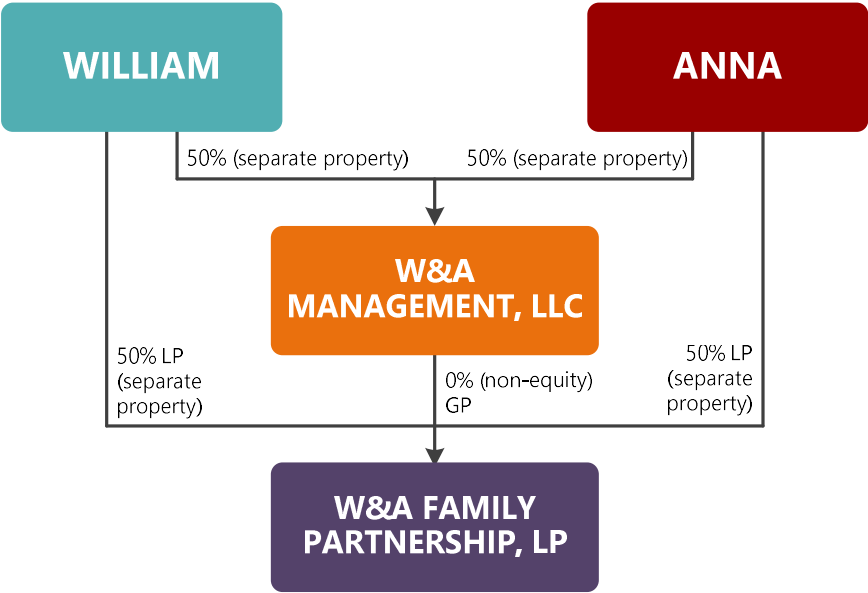 WILLIAM
ANNA
50% (separate property)
50% (separate property)
W&A
MANAGEMENT, LLC
50% LP
(separate
property)
0% (non-equity)
GP
50% LP
(separate
property)
W&A FAMILY
PARTNERSHIP, LP